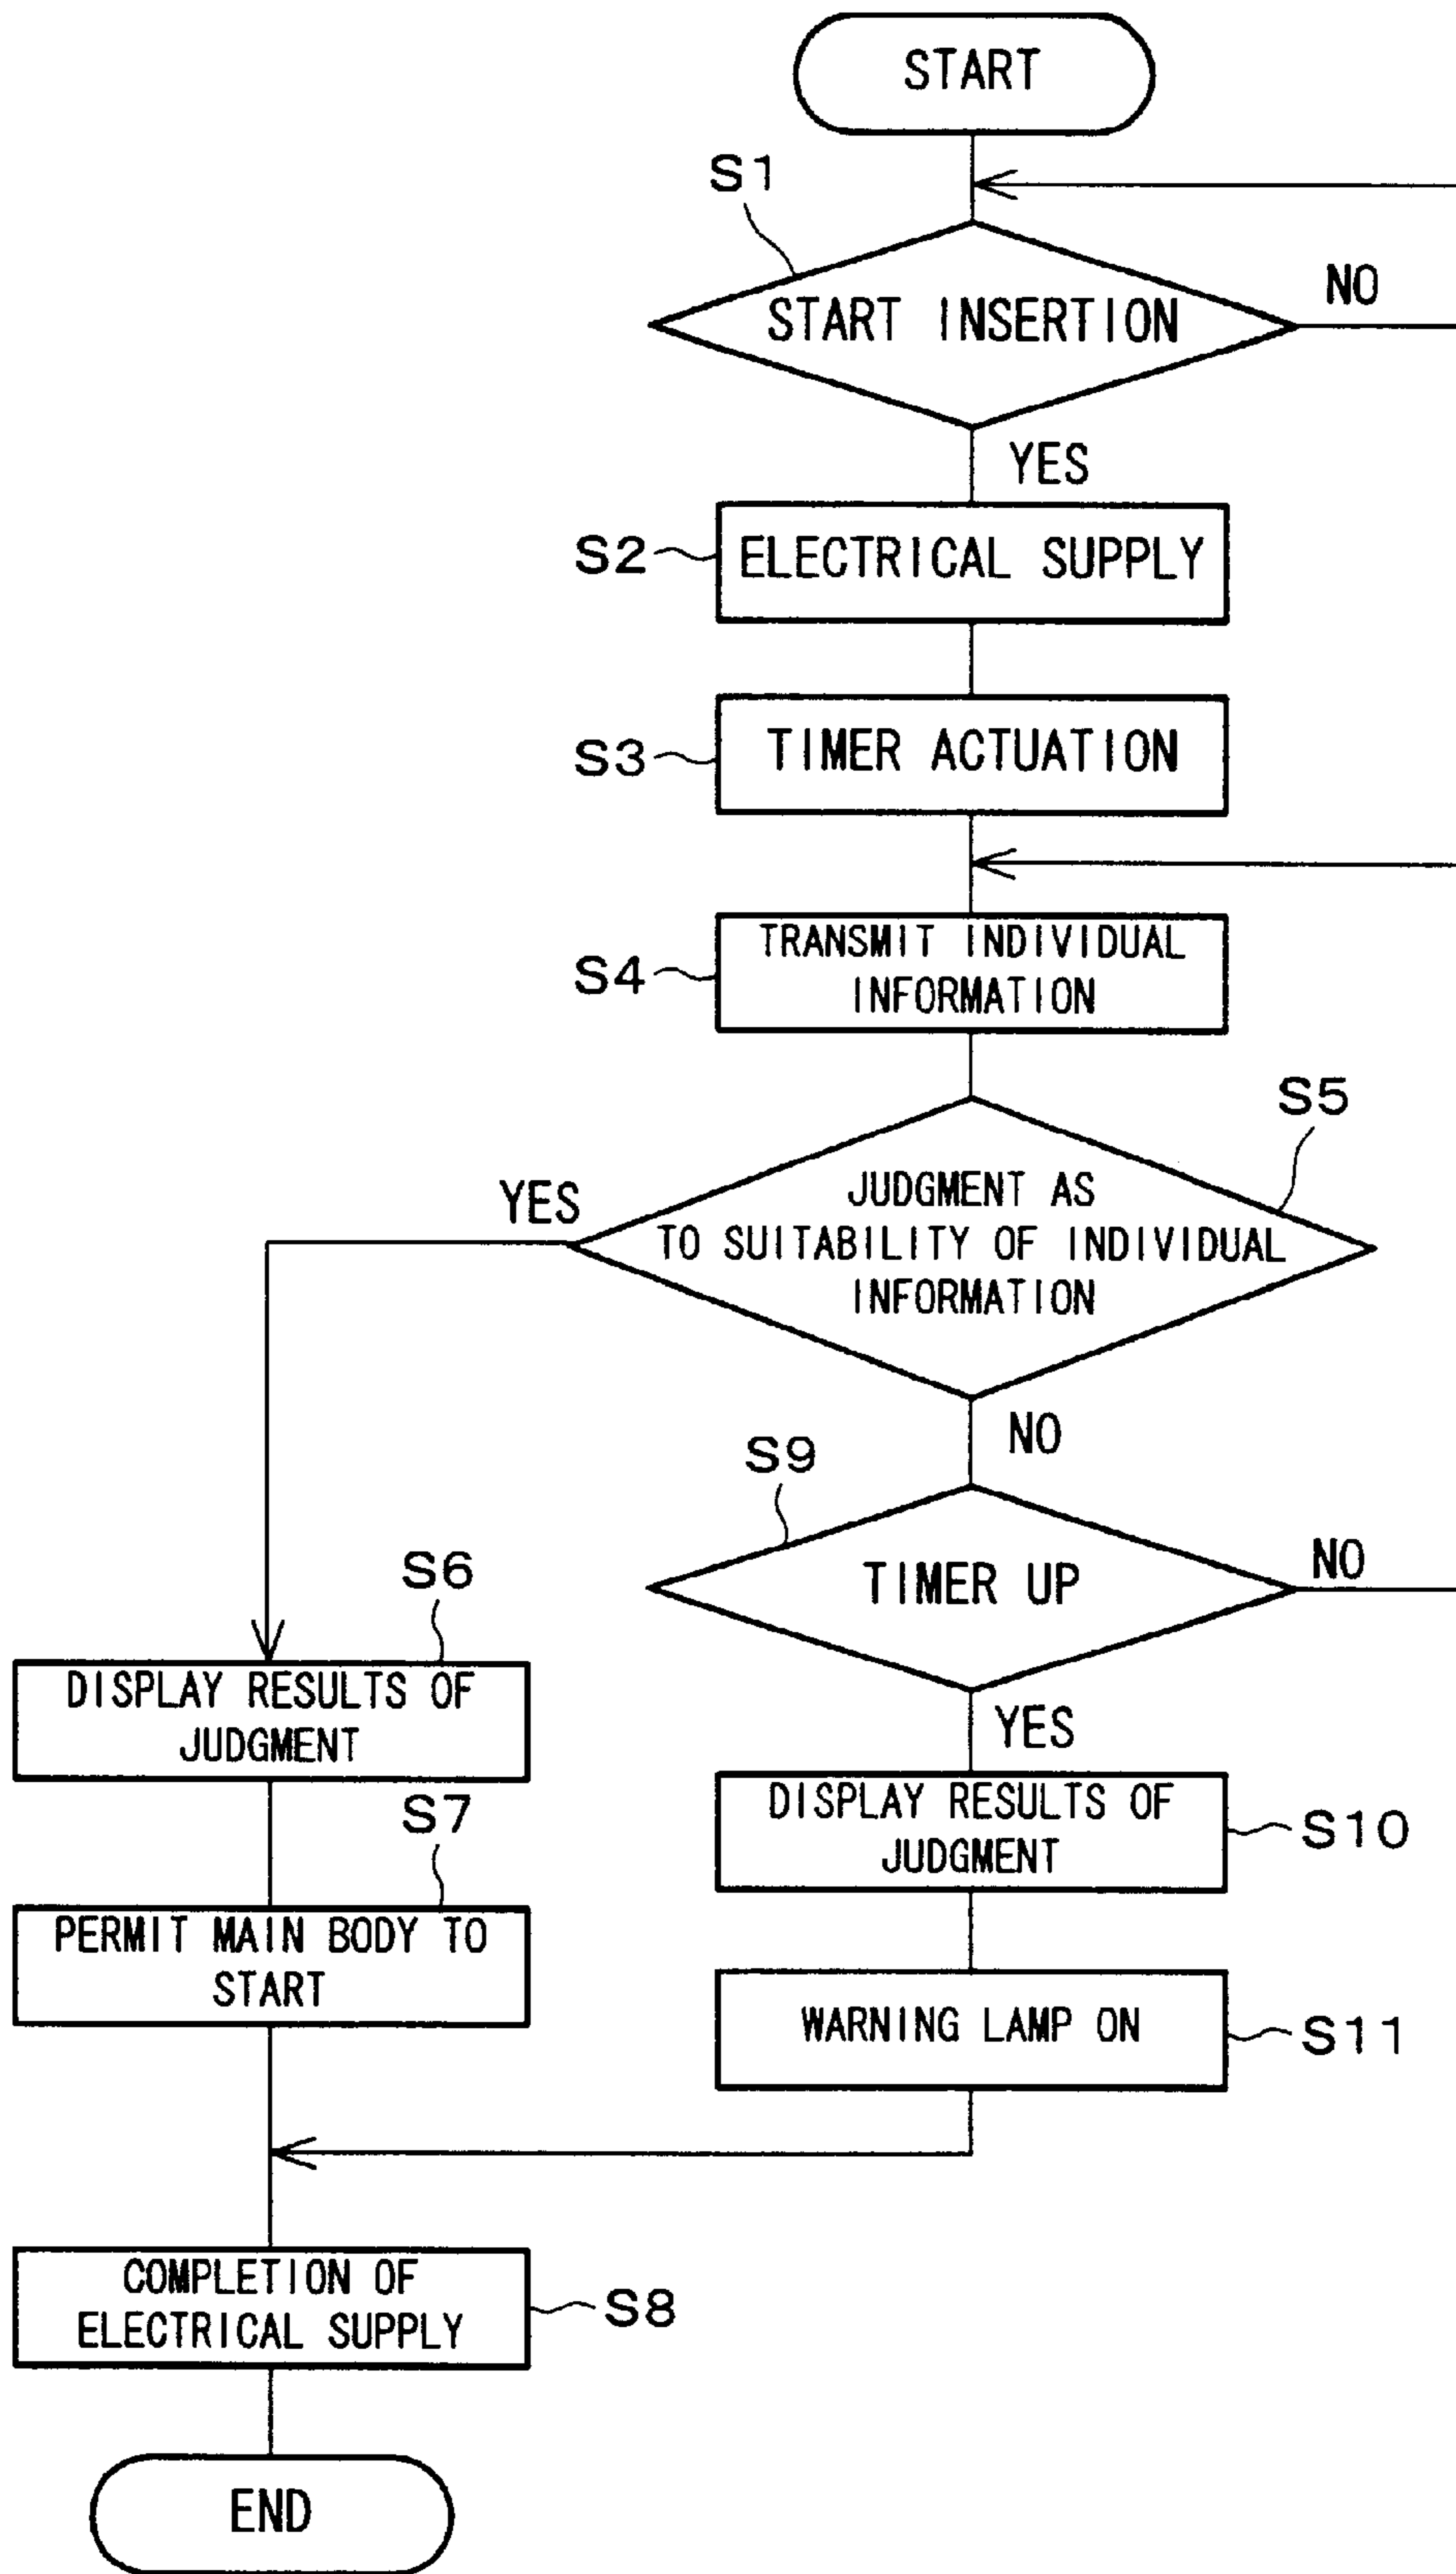 START
S1
START INSERTION
NO
YES
S2
ELECTRICAL SUPPLY
S3
TIMER ACTUATION
S4
TRANSMIT INDIVIDUAL
INFORMATION
S5
JUDGMENT AS
TO SUITABILITY OF INDIVIDUAL
INFORMATION
YES
NO
S9
TIMER UP
NO
YES
S6
DISPLAY RESULTS OF
JUDGMENT
S7
PERMIT MAIN BODY TO
START
DISPLAY RESULTS OF
JUDGMENT
S10
WARNING LAMP ON
S11
COMPLETION OF
ELECTRICAL SUPPLY
S8
END